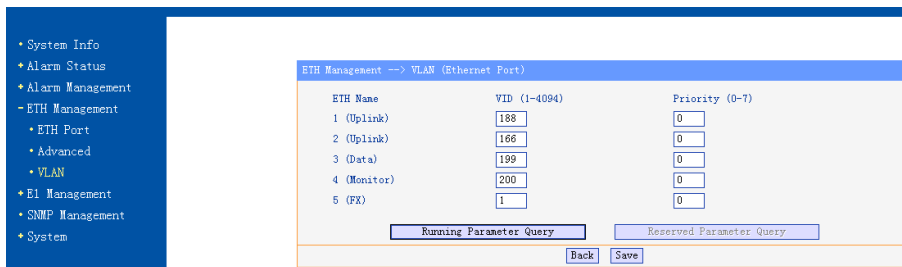 System Info
Alarm Status
Alarm Management
ETH Management
ETH Port
Advanced
VLAN
E1 Management
SNMP Management
System
ETH Management --> VLAN (Ethernet Port)
ETH Name VID (1-4094) Priority (0-7)
1 (Uplink) 188 0
2 (Uplink) 166 0
3 (Data) 199 0
4 (Monitor) 200 0
5 (FX) 1 0
Running Parameter Query Reserved Parameter Query
Back Save